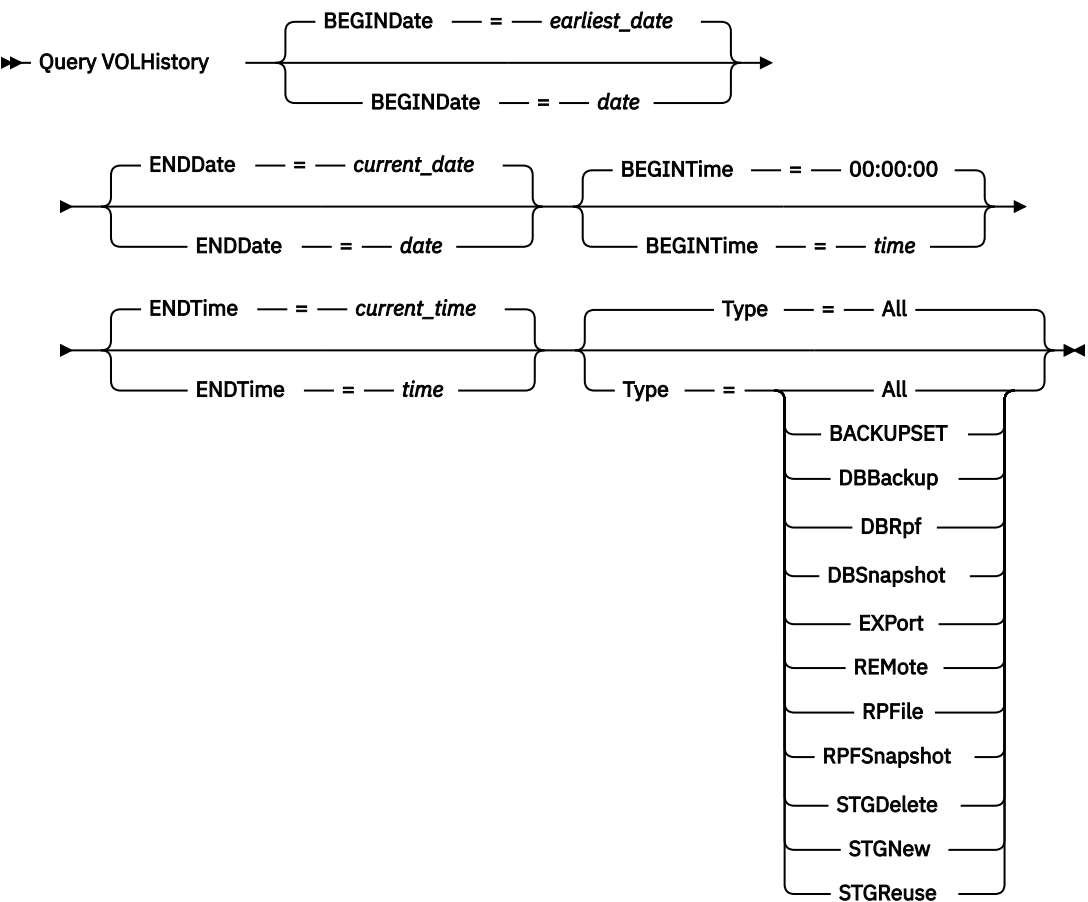 BEGINDate = earliest_date
Query VOLHistory
BEGINDate = date
ENDDate = current_date BEGINTime = 00:00:00
ENDDate = date BEGINTime = time
ENDTime = current_time Type = All
ENDTime = time Type = All
BACKUPSET
DBBackup
DBRpf
DBSnapshot
EXPort
REMote
RPFile
RPFSnapshot
STGDelete
STGNew
STGReuse